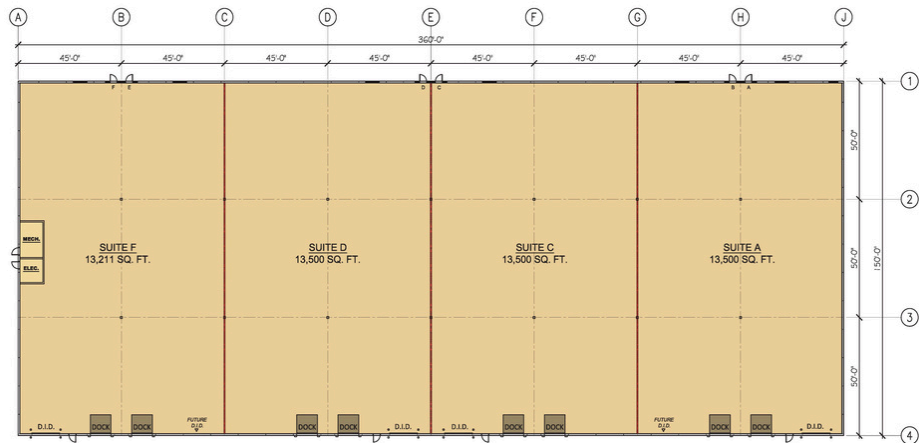 A B C D E F G H J
360'-0"
45'-0" 45'-0" 45'-0" 45'-0" 45'-0" 45'-0" 45'-0" 45'-0"
1
F E D C B A
50'-0"
2
MECH.
ELEC.
SUITE F
13,211 SQ. FT.
SUITE D
13,500 SQ. FT.
SUITE C
13,500 SQ. FT.
SUITE A
13,500 SQ. FT.
50'-0"
150'-0"
3
50'-0"
D.I.D. DOCK DOCK FUTURE D.I.D. DOCK DOCK D.I.D. D.I.D. DOCK DOCK FUTURE D.I.D. DOCK DOCK D.I.D.
4